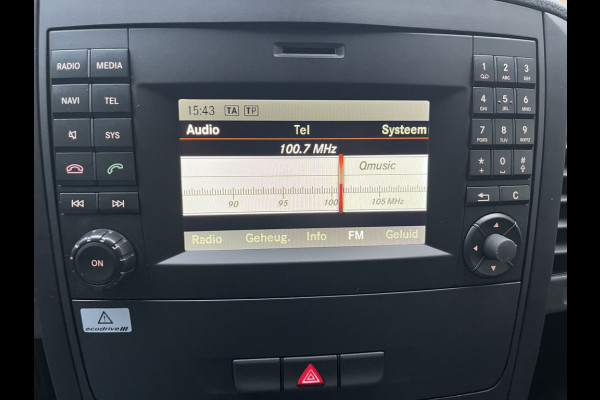 RADIO MEDIA
NAVI TEL
SYS
ON
15:43 TA TP
Audio Tel Systeem
100.7 MHz
Qmusic
90 95 100 105 MHz
Radio Geheug. Info FM Geluid
1 2 3
ABC DEF
4 5 6
GHI JKL MNO
7 8 9
PQRS TUV WXYZ
* 0 #
+
C
ecodrive